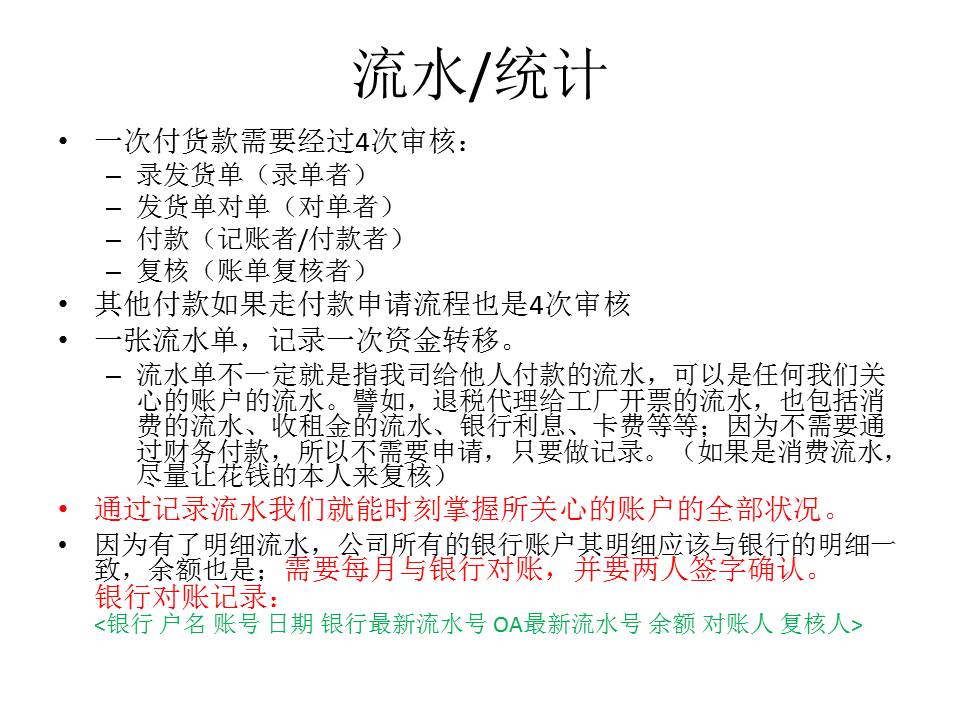 流水/统计
• 一次付货款需要经过4次审核：
– 录发货单（录单者）
– 发货单对单（对单者）
– 付款（记账者/付款者）
– 复核（账单复核者）
• 其他付款如果走付款申请流程也是4次审核
• 一张流水单，记录一次资金转移。
– 流水单不一定就是指我司给他人付款的流水，可以是任何我们关
心的账户的流水。譬如，退税代理给工厂开票的流水，也包括消
费的流水、收租金的流水、银行利息、卡费等等；因为不需要通
过财务付款，所以不需要申请，只要做记录。（如果是消费流水，
尽量让花钱的本人来复核）
• 通过记录流水我们就能时刻掌握所关心的账户的全部状况。
• 因为有了明细流水，公司所有的银行账户其明细应该与银行的明细一
致，余额也是；需要每月与银行对账，并要两人签字确认。
银行对账记录：
<银行 户名 账号 日期 银行最新流水号 OA最新流水号 余额 对账人 复核人>